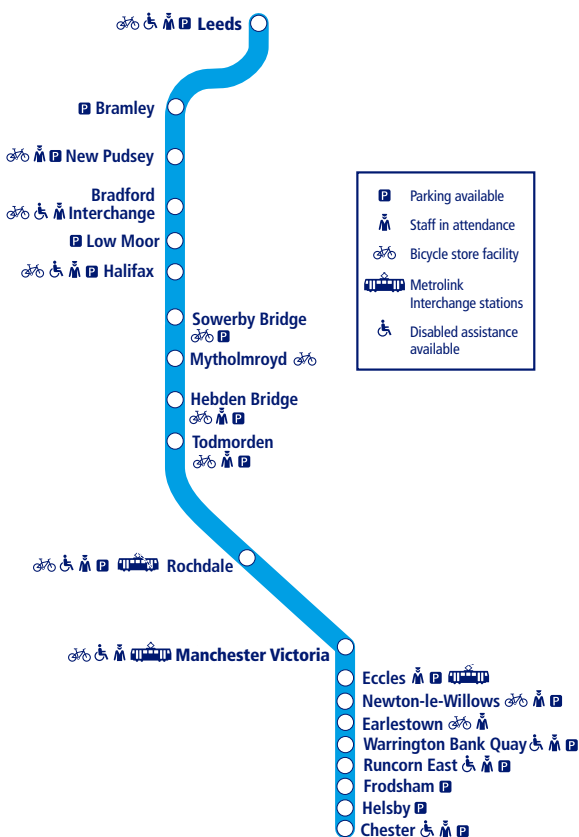 Leeds
P Bramley
P New Pudsey
Bradford
Interchange
P Low Moor
P Halifax
Sowerby Bridge
P
Mytholmroyd
Hebden Bridge
P
Todmorden
P
P Rochdale
Manchester Victoria
Eccles P
Newton-le-Willows P
Earlestown
Warrington Bank Quay P
Runcorn East P
Frodsham P
Helsby P
Chester P
P Parking available
Staff in attendance
Bicycle store facility
Metrolink
Interchange stations
Disabled assistance
available